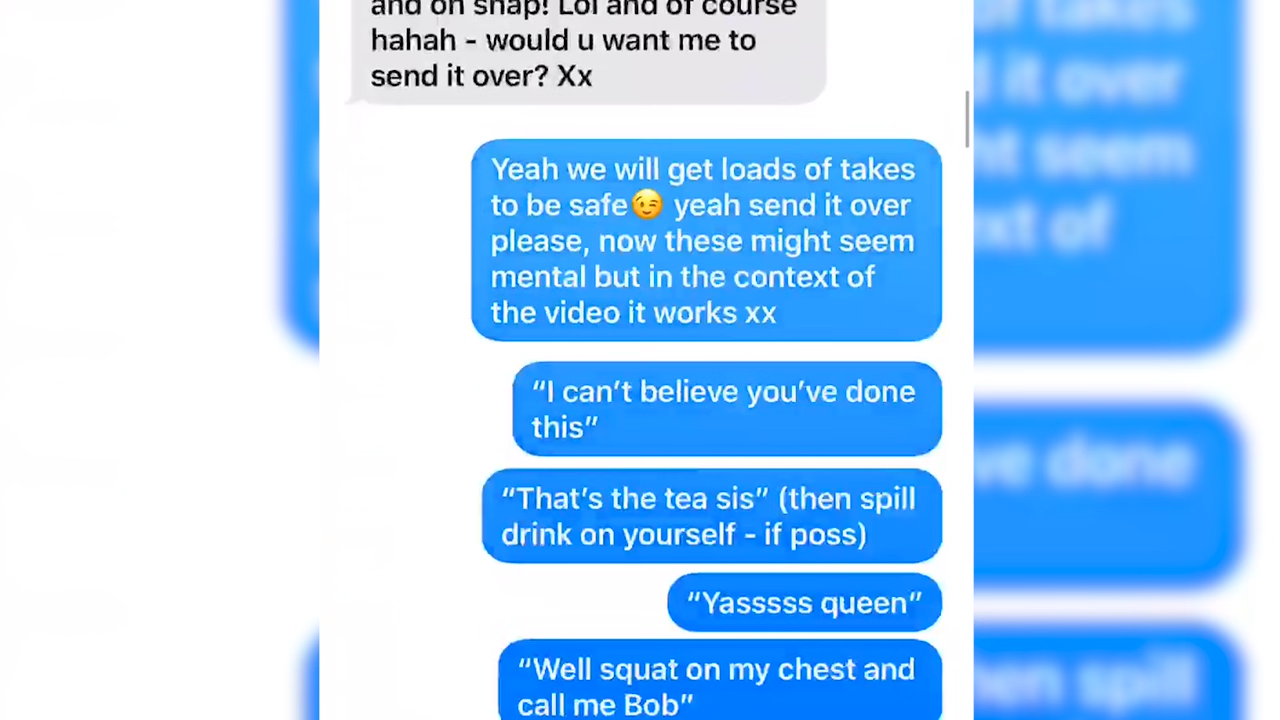 and on snap! Lol and of course
hahah - would u want me to
send it over? Xx
Yeah we will get loads of takes
to be safe😉 yeah send it over
please, now these might seem
mental but in the context of
the video it works xx
“I can’t believe you’ve done
this”
“That’s the tea sis” (then spill
drink on yourself - if poss)
“Yasssss queen”
“Well squat on my chest and
call me Bob”